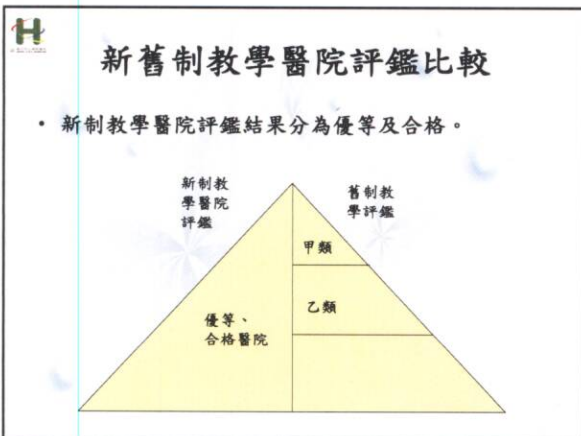 新舊制教學醫院評鑑比較
• 新制教學醫院評鑑結果分為優等及合格。
新制教
學醫院
評鑑
舊制教
學評鑑
甲類
乙類
優等、
合格醫院